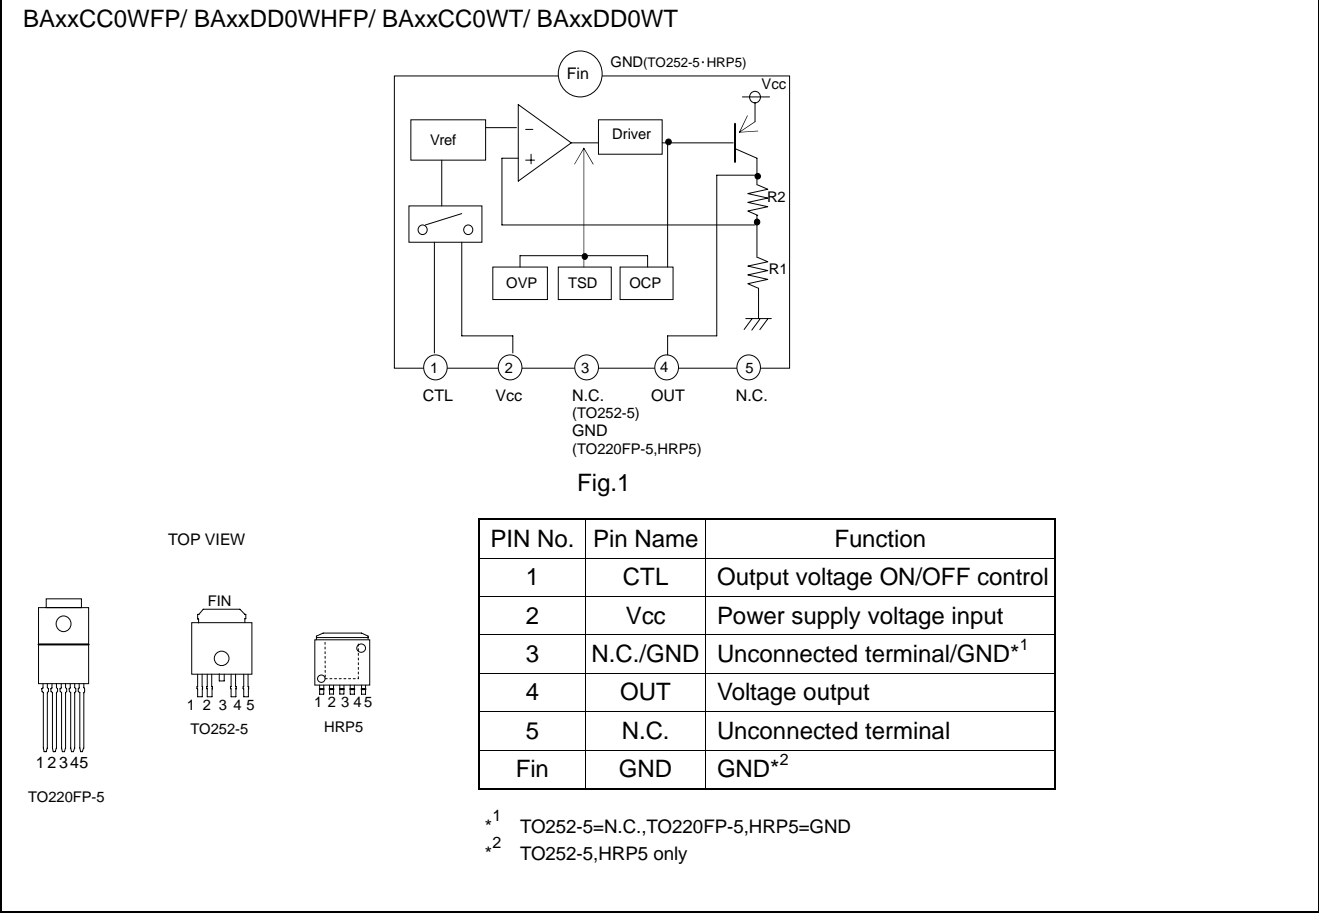 BAxxCC0WFP/ BAxxDD0WHFP/ BAxxCC0WT/ BAxxDD0WT
Fin
GND(TO252-5·HRP5)
Vcc
Vref
−
+
Driver
R2
R1
OVP
TSD
OCP
1
2
3
4
5
CTL
Vcc
N.C.
(TO252-5)
GND
(TO220FP-5,HRP5)
OUT
N.C.
Fig.1
TOP VIEW
1 2 3 4 5
TO220FP-5
FIN
1 2 3 4 5
TO252-5
1 2 3 4 5
HRP5
PIN No. Pin Name Function
1 CTL Output voltage ON/OFF control
2 Vcc Power supply voltage input
3 N.C./GND Unconnected terminal/GND*1
4 OUT Voltage output
5 N.C. Unconnected terminal
Fin GND GND*2
*1 TO252-5=N.C.,TO220FP-5,HRP5=GND
*2 TO252-5,HRP5 only